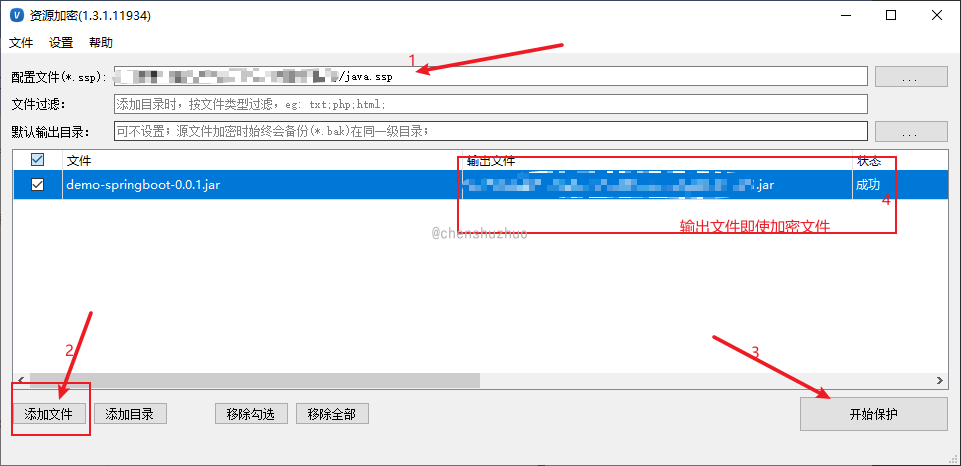 资源加密(1.3.1.11934)
文件 设置 帮助
1
配置文件(*.ssp): /java.ssp ...
文件过滤: 添加目录时，按文件类型过滤，eg: txt;php;html;
默认输出目录: 可不设置；源文件加密时始终会备份(*.bak)在同一级目录； ...
文件 输出文件 状态
demo-springboot-0.0.1.jar .jar 成功
4
输出文件即使加密文件
@chenshuzhuo
2
3
添加文件 添加目录 移除勾选 移除全部 开始保护